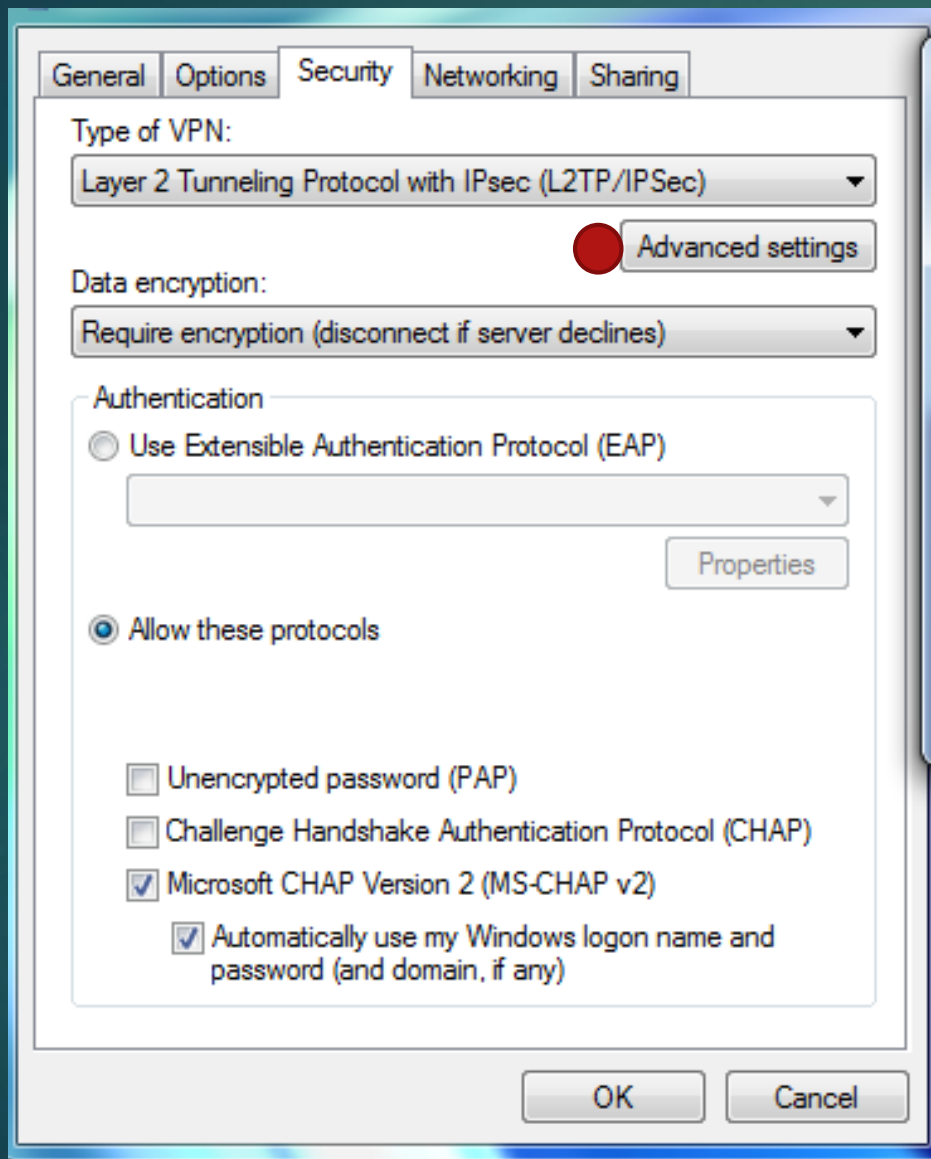 General Options Security Networking Sharing
Type of VPN:
Layer 2 Tunneling Protocol with IPsec (L2TP/IPSec)
Advanced settings
Data encryption:
Require encryption (disconnect if server declines)
Authentication
Use Extensible Authentication Protocol (EAP)
Properties
Allow these protocols
Unencrypted password (PAP)
Challenge Handshake Authentication Protocol (CHAP)
Microsoft CHAP Version 2 (MS-CHAP v2)
Automatically use my Windows logon name and
password (and domain, if any)
OK Cancel